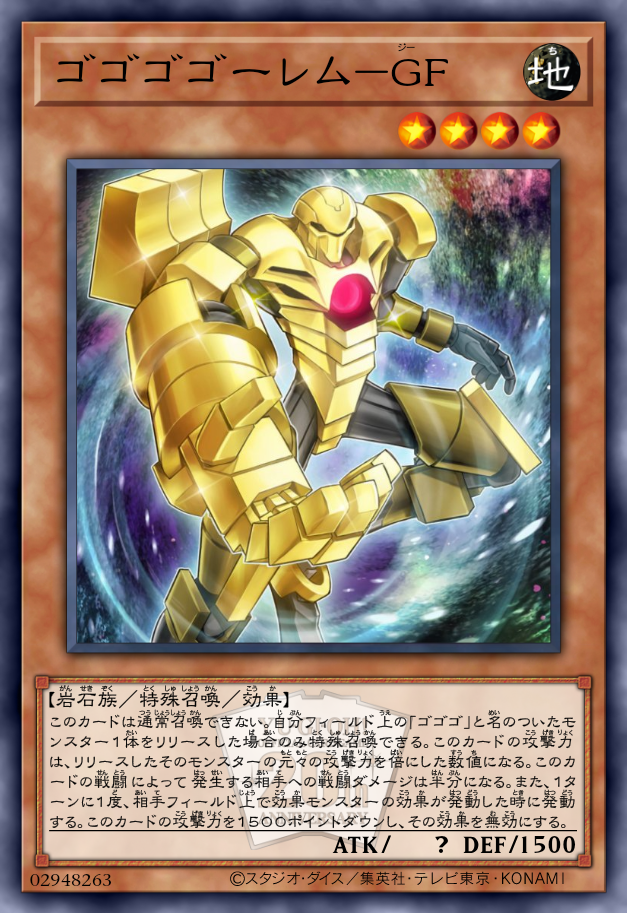 ゴゴゴゴーレムーGF
ジー
地
ち
【岩石族／特殊召喚／効果】
このカードは通常召喚できない。自分フィールド上の「ゴゴゴ」と名のついたモ
ンスター1体をリリースした場合のみ特殊召喚できる。このカードの攻撃力
は、リリースしたそのモンスターの元々の攻撃力を倍にした数値になる。このカ
ードの戦闘によって発生する相手への戦闘ダメージは半分になる。また、1タ
ーンに1度、相手フィールド上で効果モンスターの効果が発動した時に発動
する。このカードの攻撃力を1500ポイントダウンし、その効果を無効にする。
ATK/ ? DEF/1500
02948263 ©スタジオ・ダイス／集英社・テレビ東京・KONAMI